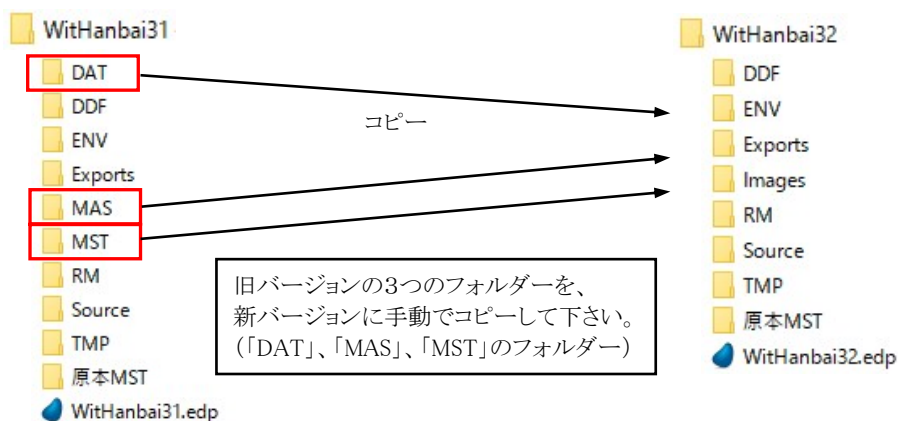 WitHanbai31
DAT
DDF
ENV
Exports
MAS
MST
RM
Source
TMP
原本MST
WitHanbai31.edp
コピー
旧バージョンの3つのフォルダーを、
新バージョンに手動でコピーして下さい。
(「DAT」、「MAS」、「MST」のフォルダー)
WitHanbai32
DDF
ENV
Exports
Images
RM
Source
TMP
原本MST
WitHanbai32.edp